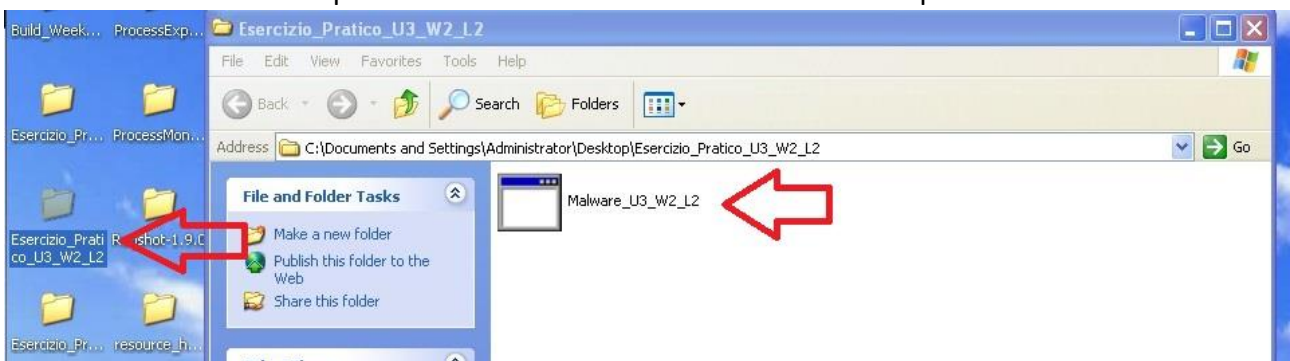 Build_Week... ProcessExp...
Esercizio_Pratico_U3_W2_L2
File Edit View Favorites Tools Help
Back Search Folders
Esercizio_Pr... ProcessMon...
Address C:\Documents and Settings\Administrator\Desktop\Esercizio_Pratico_U3_W2_L2 Go
File and Folder Tasks
Malware_U3_W2_L2
Make a new folder
Esercizio_Prati
co_U3_W2_L2
Publish this folder to the
Web
Share this folder
Esercizio_Pr... resource_h...